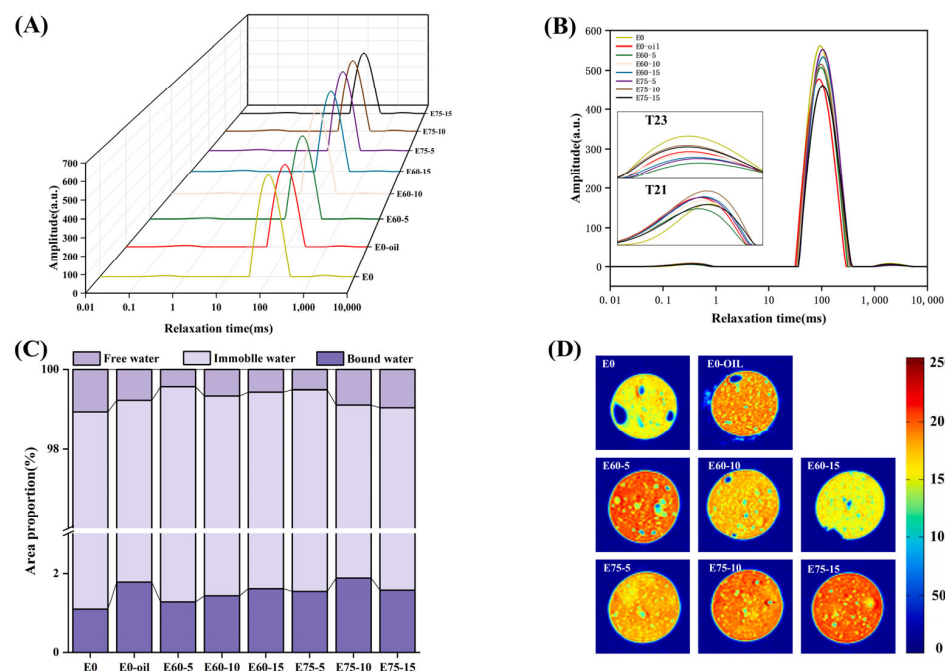 (A)
Amplitude(a.u.)
700
600
500
400
300
200
100
0
0.01 0.1 1 10 100 1,000 10,000
Relaxation time(ms)
E75-15
E75-10
E75-5
E60-15
E60-10
E60-5
E0-oil
E0
(B)
Amplitude(a.u.)
600
500
400
300
200
100
0
0. 01 0. 1 1 10 100 1, 000 10, 000
Relaxation time(ms)
E0
E0-oil
E60-5
E60-10
E60-15
E75-5
E75-10
E75-15
T23
T21
(C)
Free water Immoblle water Bound water
Area proportion(%)
100
98
2
0
E0 E0-oil E60-5 E60-10 E60-15 E75-5 E75-10 E75-15
(D)
E0 E0-OIL
E60-5 E60-10 E60-15
E75-5 E75-10 E75-15
25
20
15
10
50
0